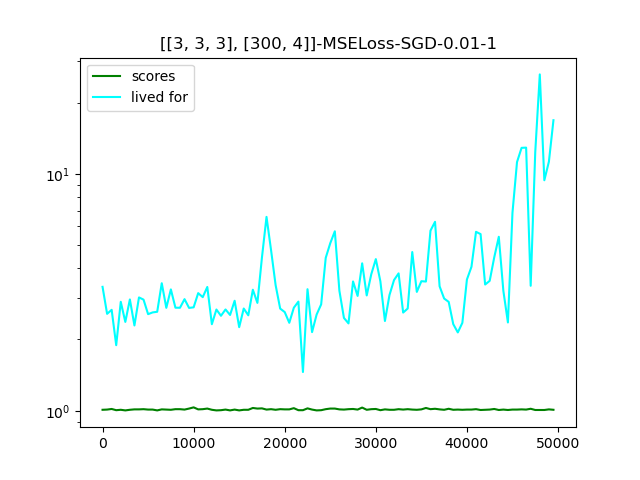 [[3, 3, 3], [300, 4]]-MSELoss-SGD-0.01-1
scores
lived for
10¹
10⁰
0 10000 20000 30000 40000 50000